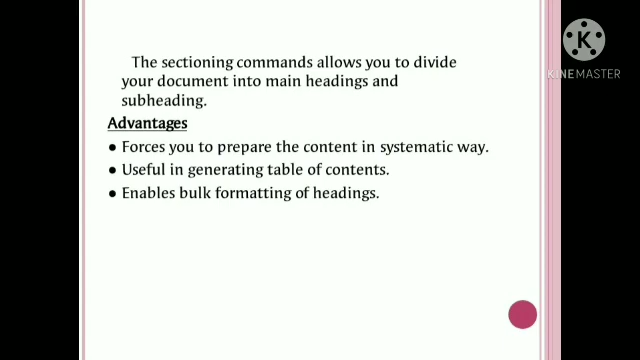 The sectioning commands allows you to divide
your document into main headings and
subheading.
Advantages
● Forces you to prepare the content in systematic way.
● Useful in generating table of contents.
● Enables bulk formatting of headings.
K
KINEMASTER